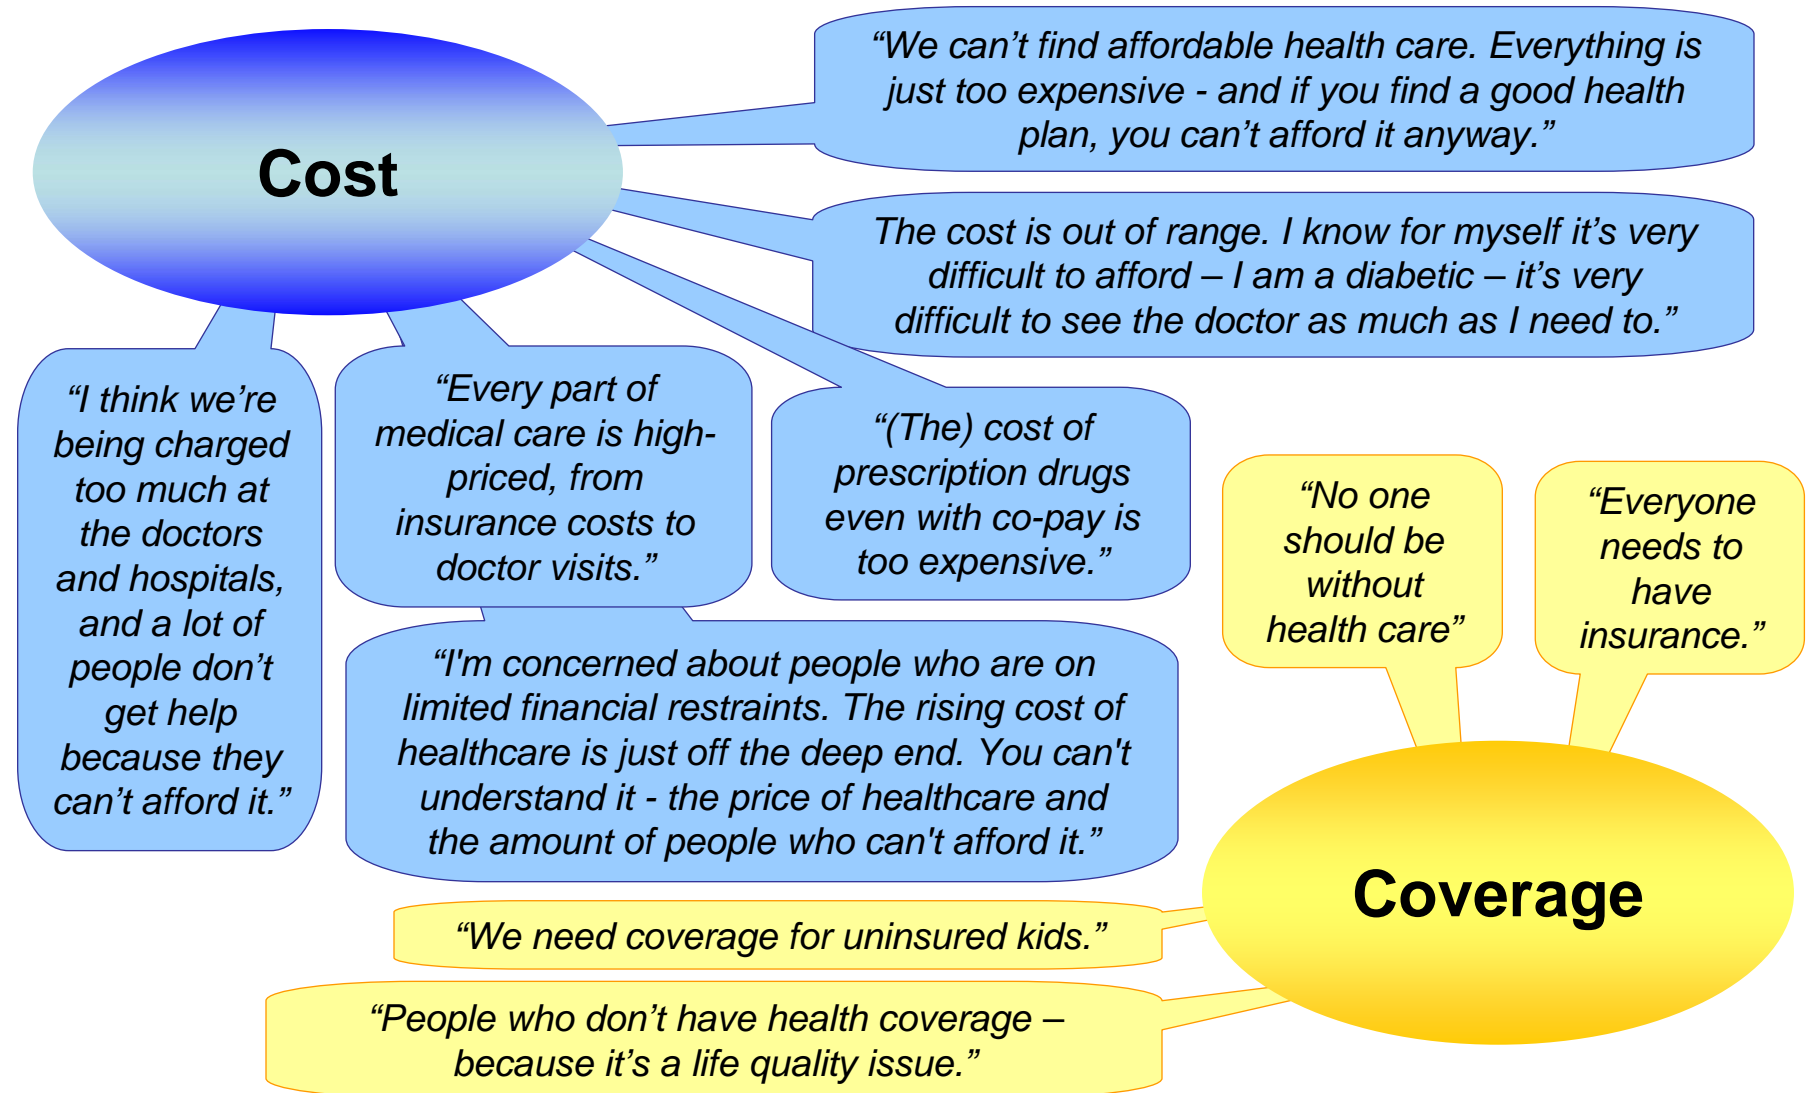 Cost
“We can’t find affordable health care. Everything is
just too expensive - and if you find a good health
plan, you can’t afford it anyway.”
The cost is out of range. I know for myself it’s very
difficult to afford – I am a diabetic – it’s very
difficult to see the doctor as much as I need to.”
“I think we’re
being charged
too much at
the doctors
and hospitals,
and a lot of
people don’t
get help
because they
can’t afford it.”
“Every part of
medical care is high-
priced, from
insurance costs to
doctor visits.”
“(The) cost of
prescription drugs
even with co-pay is
too expensive.”
“I'm concerned about people who are on
limited financial restraints. The rising cost of
healthcare is just off the deep end. You can't
understand it - the price of healthcare and
the amount of people who can't afford it.”
“No one
should be
without
health care”
“Everyone
needs to
have
insurance.”
Coverage
“We need coverage for uninsured kids.”
“People who don’t have health coverage –
because it’s a life quality issue.”